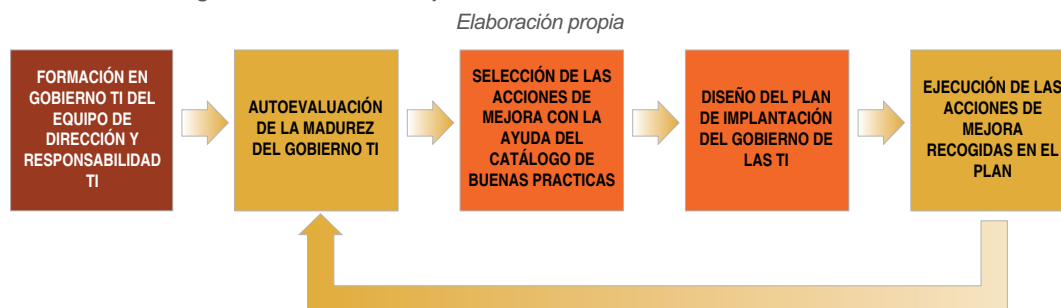 Elaboración propia
FORMACIÓN EN
GOBIERNO TI DEL
EQUIPO DE
DIRECCIÓN Y
RESPONSABILIDAD
TI
AUTOEVALUACIÓN
DE LA MADUREZ
DEL GOBIERNO TI
SELECCIÓN DE LAS
ACCIONES DE
MEJORA CON LA
AYUDA DEL
CATÁLOGO DE
BUENAS PRACTICAS
DISEÑO DEL PLAN
DE IMPLANTACIÓN
DEL GOBIERNO DE
LAS TI
EJECUCIÓN DE LAS
ACCIONES DE
MEJORA
RECOGIDAS EN EL
PLAN